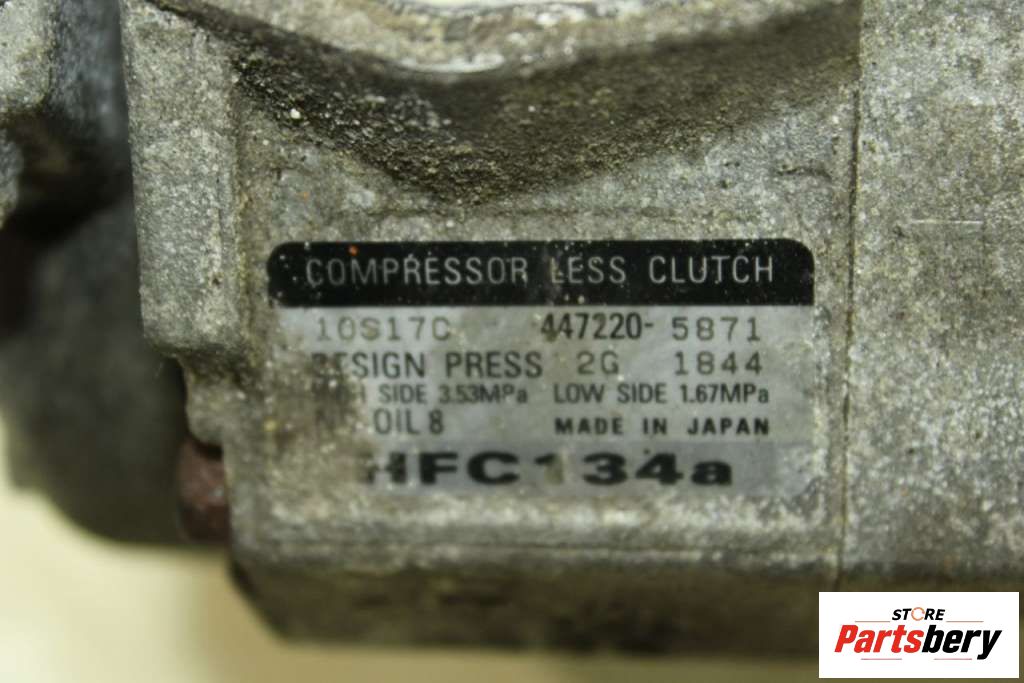 COMPRESSOR LESS CLUTCH
10S17C 447220-5871
DESIGN PRESS 2G 1844
SIDE 3.53MPa LOW SIDE 1.67MPa
OIL 8 MADE IN JAPAN
HFC134a
STORE
Partsbery